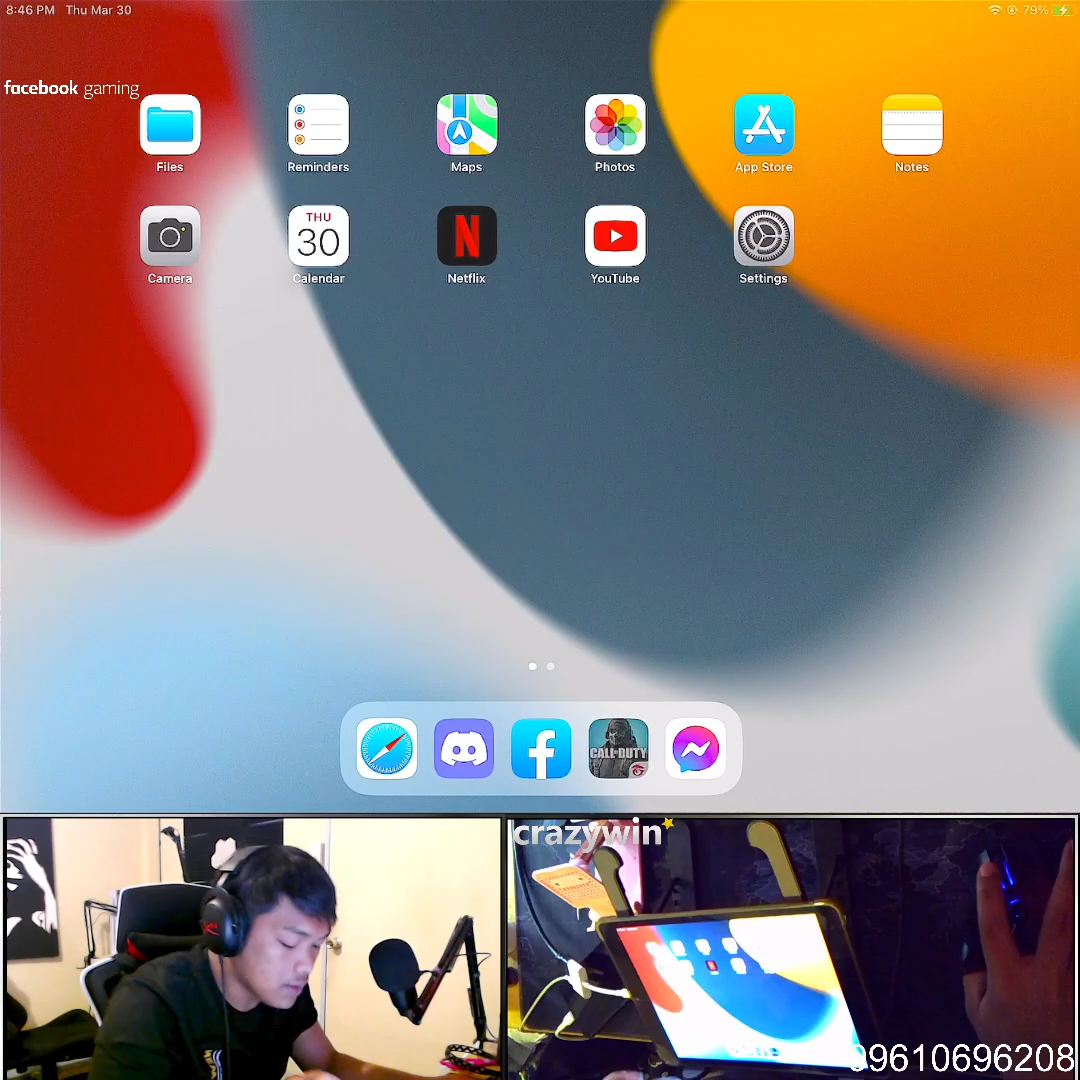 8:46 PM Thu Mar 30
79%
facebook gaming
Files
Reminders
Maps
Photos
App Store
Notes
THU
30
Camera
Calendar
Netflix
YouTube
Settings
CALL·DUTY
crazywin
09610696208